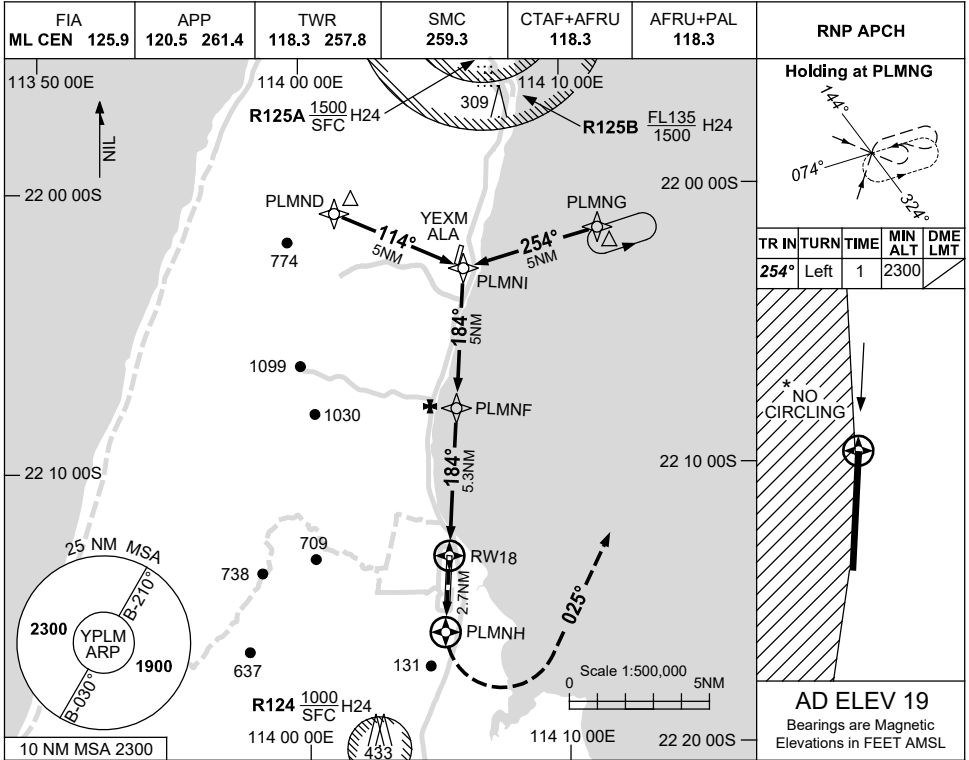 FIA
ML CEN 125.9
APP
120.5 261.4
TWR
118.3 257.8
SMC
259.3
CTAF+AFRU
118.3
AFRU+PAL
118.3
RNP APCH
113 50 00E
114 00 00E
114 10 00E
NIL
R125A 1500 H24
SFC
309
R125B FL135 H24
1500
22 00 00S
22 00 00S
PLMND
YEXM
ALA
PLMNG
114°
5NM
254°
5NM
774
PLMNI
184°
5NM
1099
1030
PLMNF
22 10 00S
22 10 00S
184°
5.3NM
709
738
RW18
2.7NM
025°
25 NM MSA
B-210°
2300
YPLM
ARP
1900
B-030°
637
131
PLMNH
Scale 1:500,000
0
5NM
R124 1000 H24
SFC
433
10 NM MSA 2300
114 00 00E
114 10 00E
22 20 00S
Holding at PLMNG
144°
074°
324°
TR IN TURN TIME MIN ALT DME LMT
254° Left 1 2300
* NO
CIRCLING
AD ELEV 19
Bearings are Magnetic
Elevations in FEET AMSL